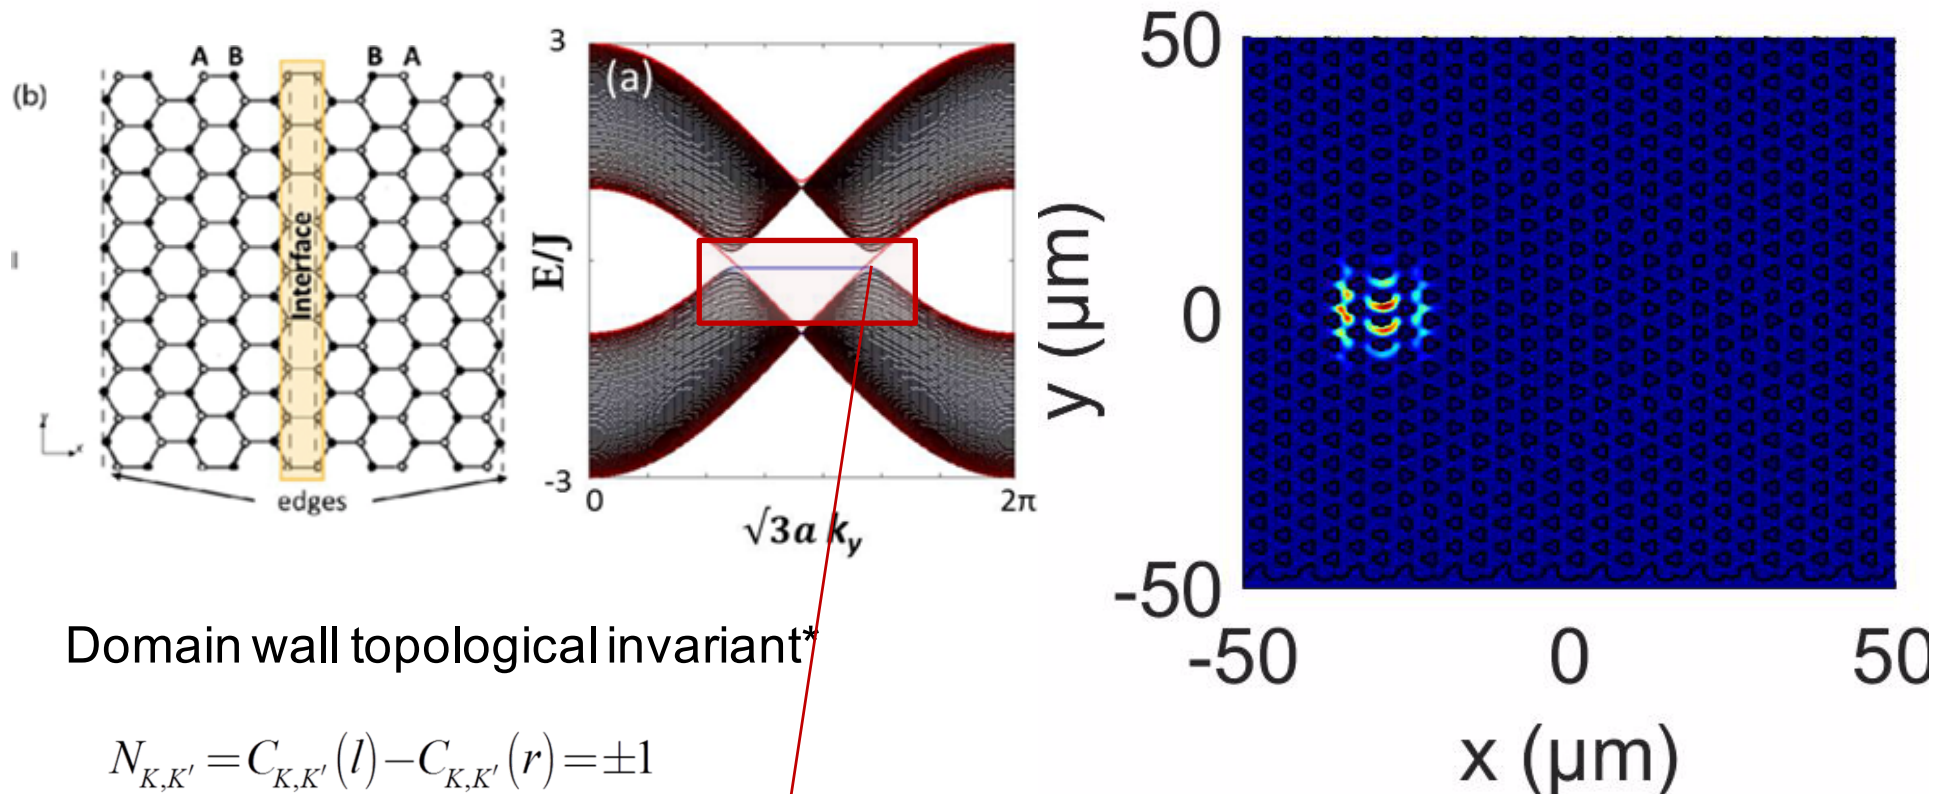 (b)
A B
B A
Interface
edges
y
x
(a)
3
E/J
-3
0
2π
√3a k_y
50
0
-50
y (μm)
-50
0
50
x (μm)
Domain wall topological invariant*
N_{K,K'} = C_{K,K'}(l) − C_{K,K'}(r) = ±1